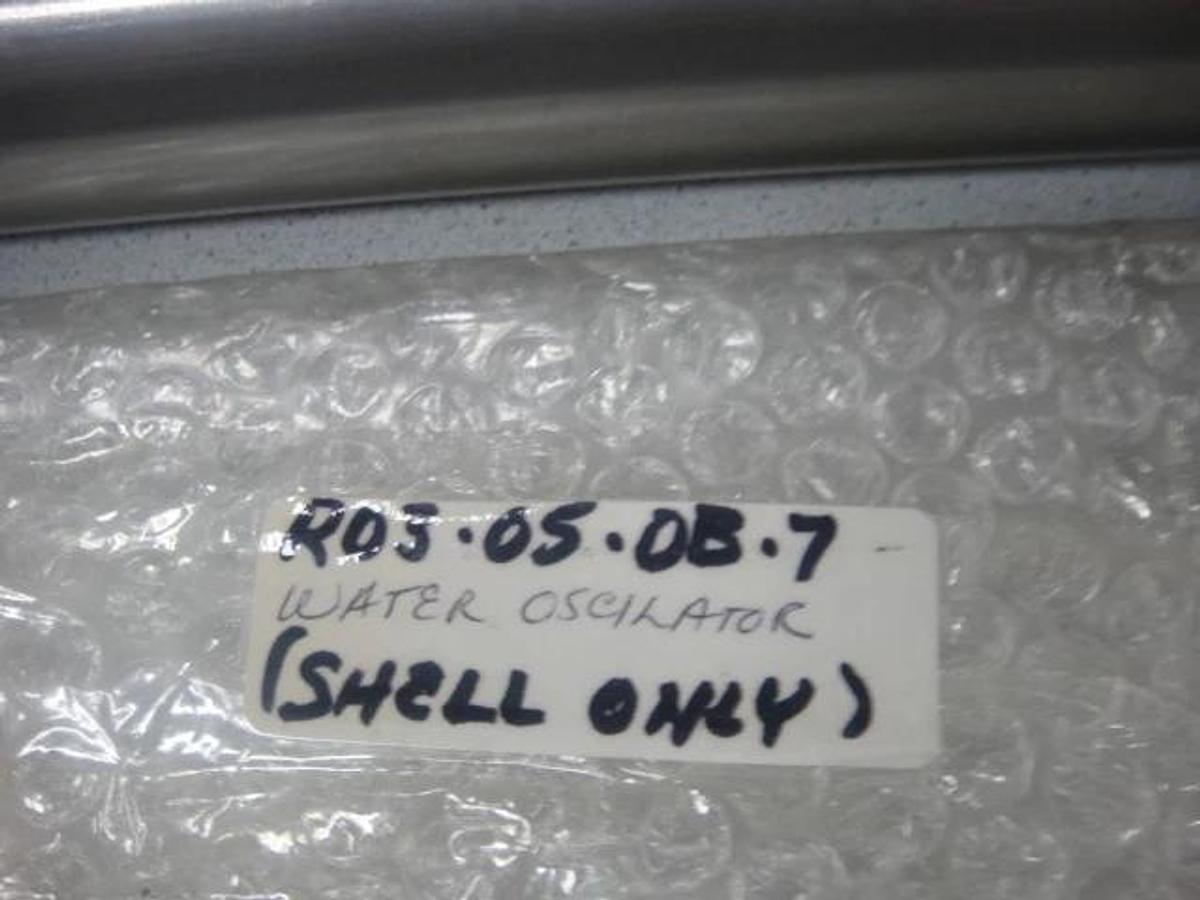 R03.05.0B.7
WATER OSCILATOR
(SHELL ONLY)